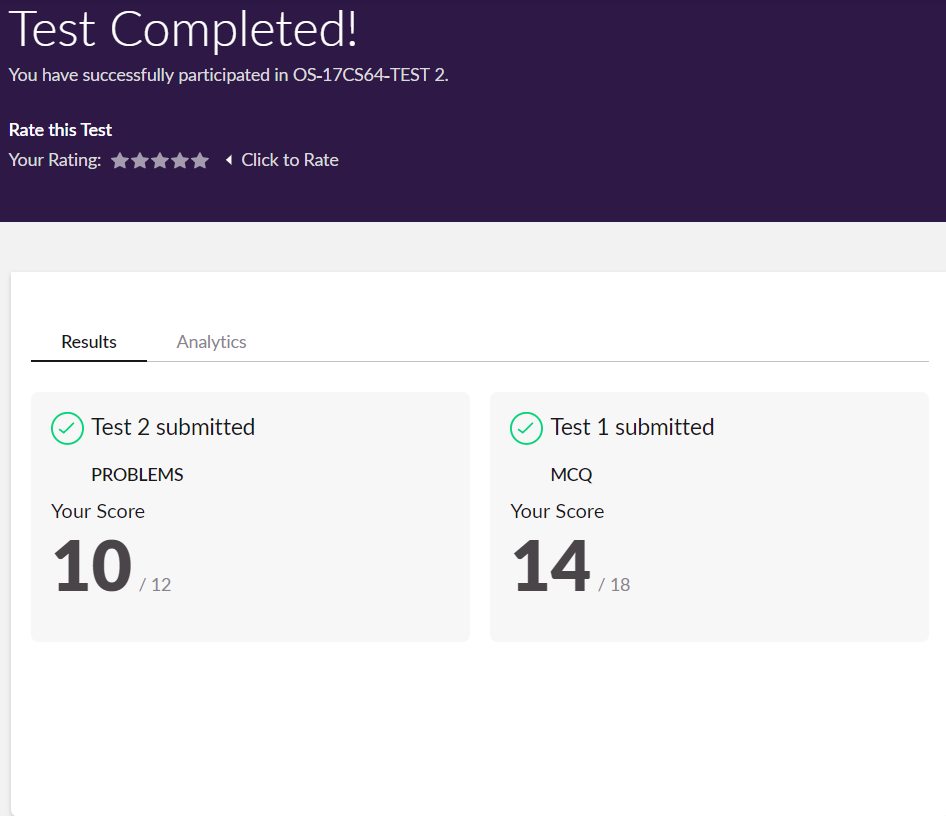 Test Completed!
You have successfully participated in OS-17CS64-TEST 2.
Rate this Test
Your Rating: Click to Rate
Results Analytics
Test 2 submitted
PROBLEMS
Your Score
10 / 12
Test 1 submitted
MCQ
Your Score
14 / 18